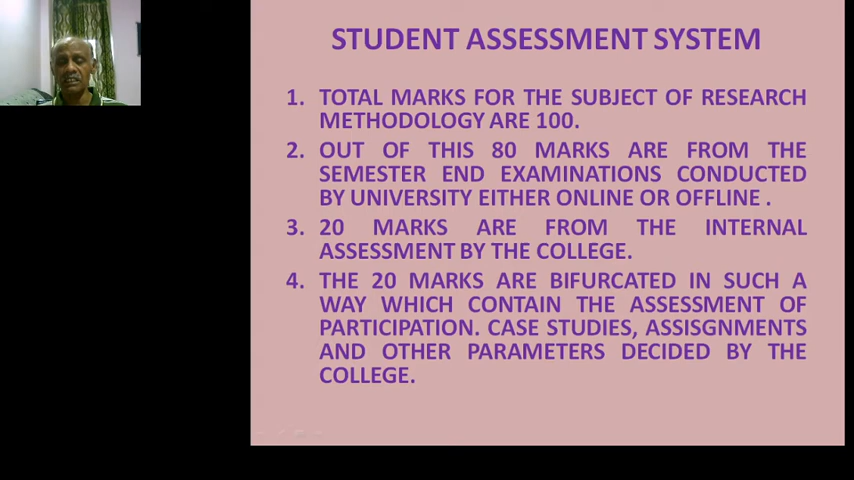 STUDENT ASSESSMENT SYSTEM
1. TOTAL MARKS FOR THE SUBJECT OF RESEARCH
METHODOLOGY ARE 100.
2. OUT OF THIS 80 MARKS ARE FROM THE
SEMESTER END EXAMINATIONS CONDUCTED
BY UNIVERSITY EITHER ONLINE OR OFFLINE .
3. 20 MARKS ARE FROM THE INTERNAL
ASSESSMENT BY THE COLLEGE.
4. THE 20 MARKS ARE BIFURCATED IN SUCH A
WAY WHICH CONTAIN THE ASSESSMENT OF
PARTICIPATION. CASE STUDIES, ASSISGNMENTS
AND OTHER PARAMETERS DECIDED BY THE
COLLEGE.